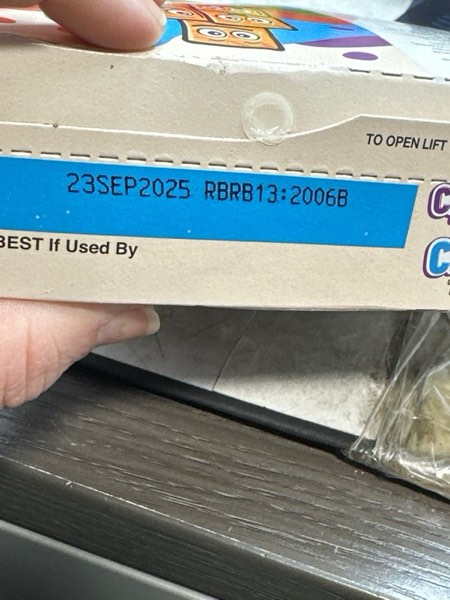 TO OPEN LIFT
23SEP2025 RBRB13:2006B
BEST If Used By